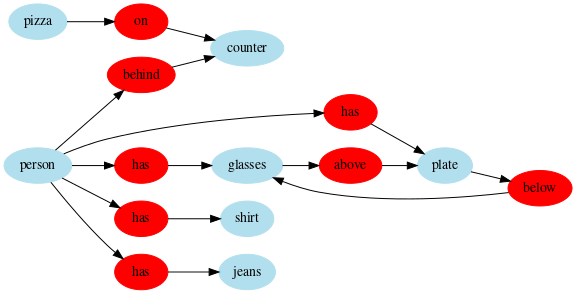 pizza
on
counter
behind
has
person
has
glasses
above
plate
below
has
shirt
has
jeans